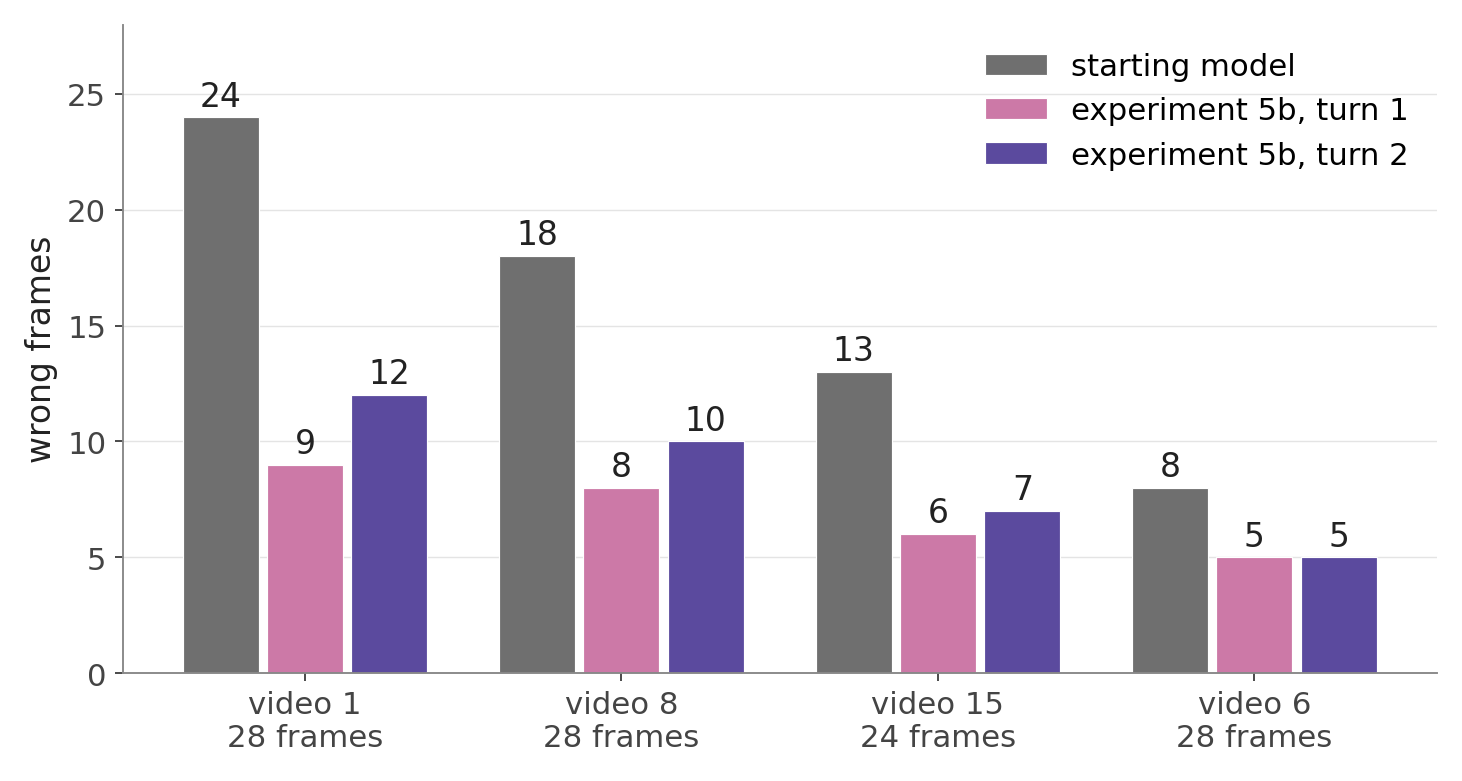 starting model
experiment 5b, turn 1
experiment 5b, turn 2
wrong frames
25
20
15
10
5
0
24
9
12
18
8
10
13
6
7
8
5
5
video 1
28 frames
video 8
28 frames
video 15
24 frames
video 6
28 frames